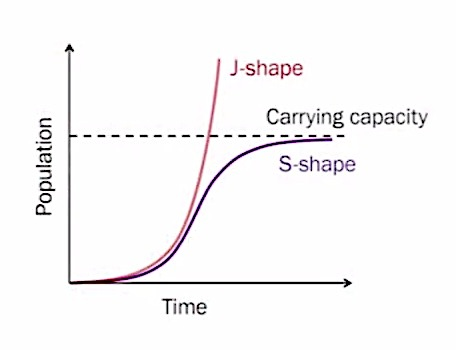 J-shape
Carrying capacity
S-shape
Population
Time